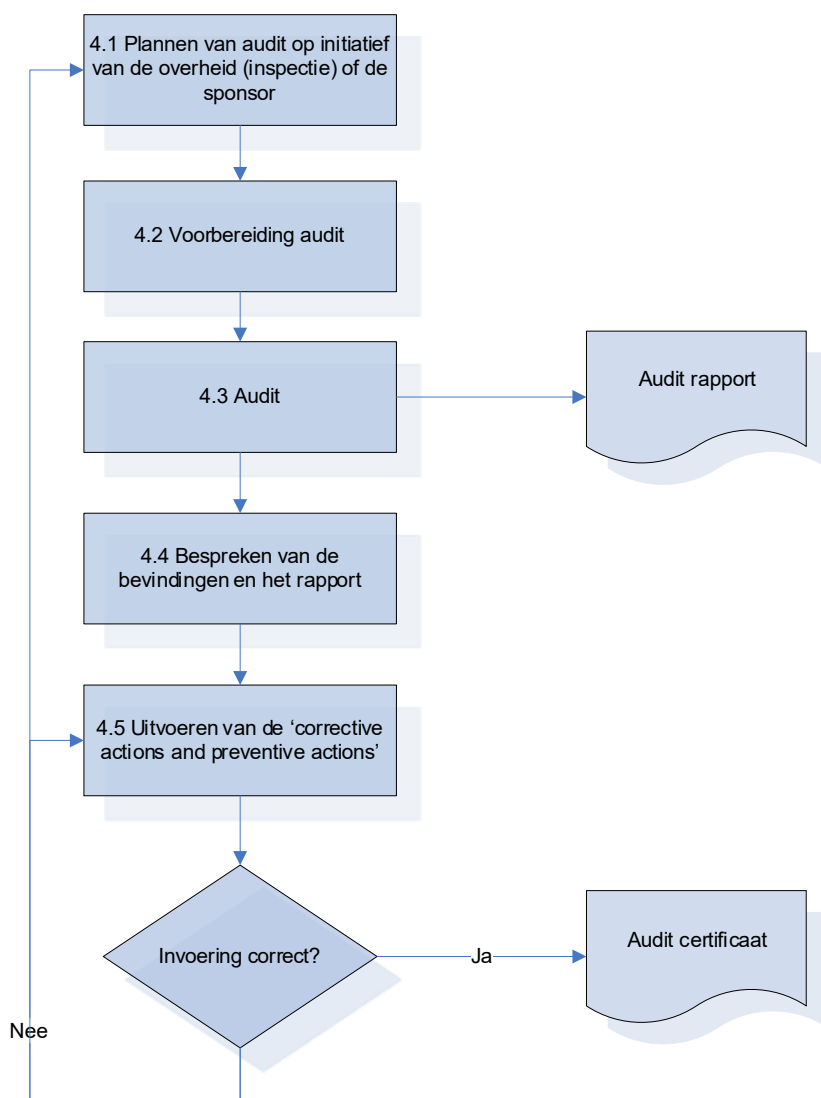 4.1 Plannen van audit op initiatief
van de overheid (inspectie) of de
sponsor
4.2 Voorbereiding audit
4.3 Audit
Audit rapport
4.4 Bespreken van de
bevindingen en het rapport
4.5 Uitvoeren van de ‘corrective
actions and preventive actions’
Invoering correct?
Ja
Audit certificaat
Nee